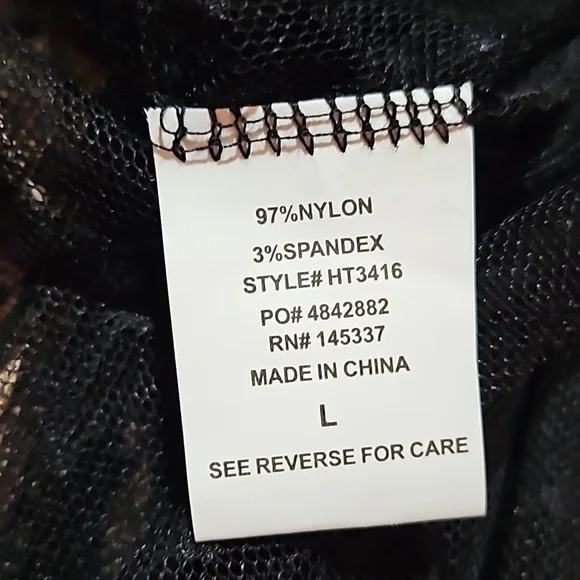 97%NYLON
3%SPANDEX
STYLE# HT3416
PO# 4842882
RN# 145337
MADE IN CHINA
L
SEE REVERSE FOR CARE